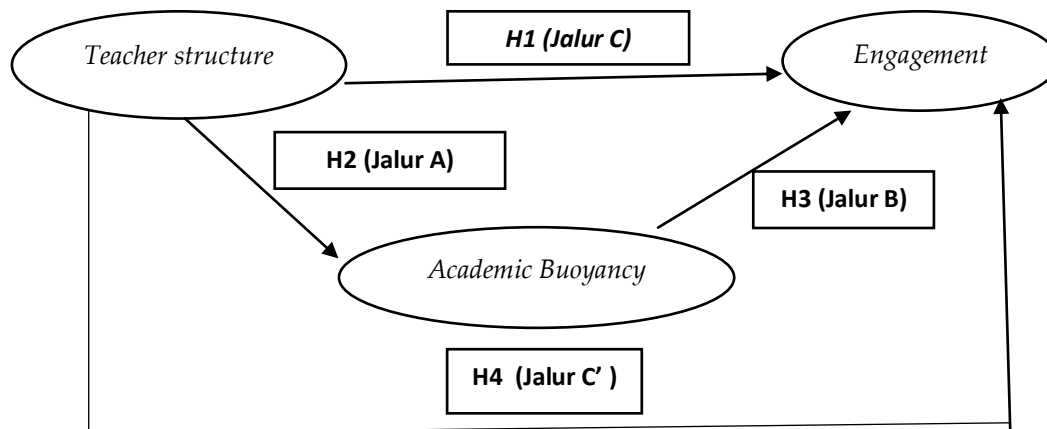 Teacher structure
H1 (Jalur C)
Engagement
H2 (Jalur A)
H3 (Jalur B)
Academic Buoyancy
H4 (Jalur C’ )